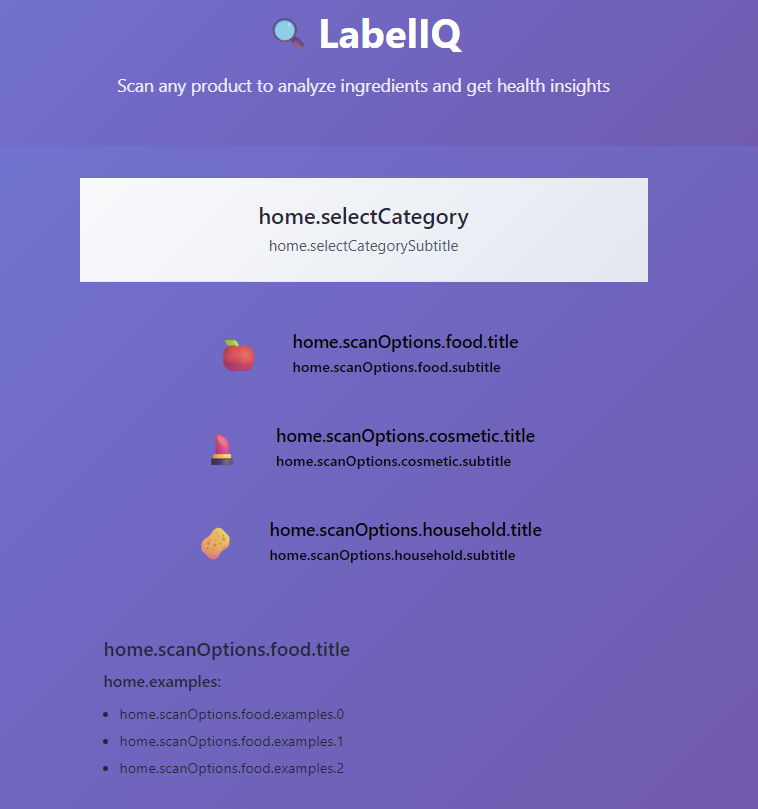 LabelIQ
Scan any product to analyze ingredients and get health insights
home.selectCategory
home.selectCategorySubtitle
home.scanOptions.food.title
home.scanOptions.food.subtitle
home.scanOptions.cosmetic.title
home.scanOptions.cosmetic.subtitle
home.scanOptions.household.title
home.scanOptions.household.subtitle
home.scanOptions.food.title
home.examples:
home.scanOptions.food.examples.0
home.scanOptions.food.examples.1
home.scanOptions.food.examples.2